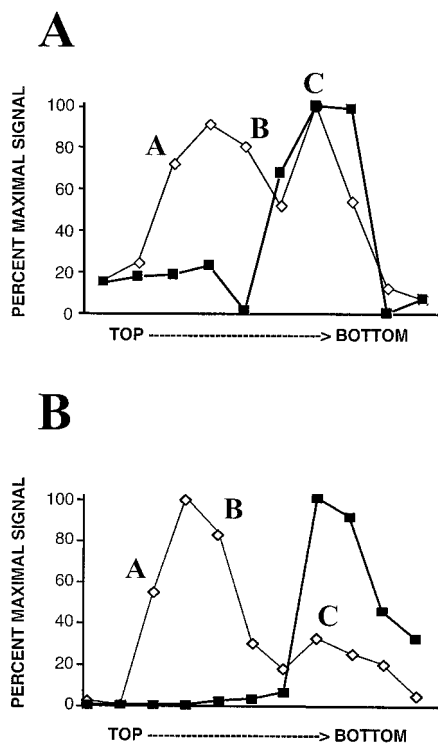 A
PERCENT MAXIMAL SIGNAL
100
80
60
40
20
0
A
B
C
TOP ----------------------> BOTTOM
B
PERCENT MAXIMAL SIGNAL
100
80
60
40
20
0
A
B
C
TOP ----------------------> BOTTOM